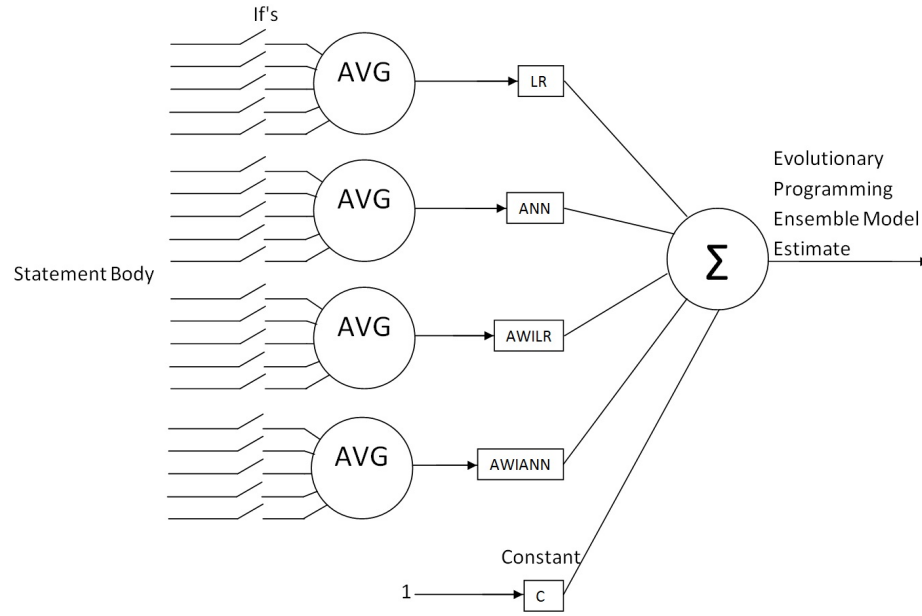 If's
AVG
LR
AVG
ANN
Statement Body
AVG
AWILR
AVG
AWIANN
Constant
1
C
Σ
Evolutionary
Programming
Ensemble Model
Estimate